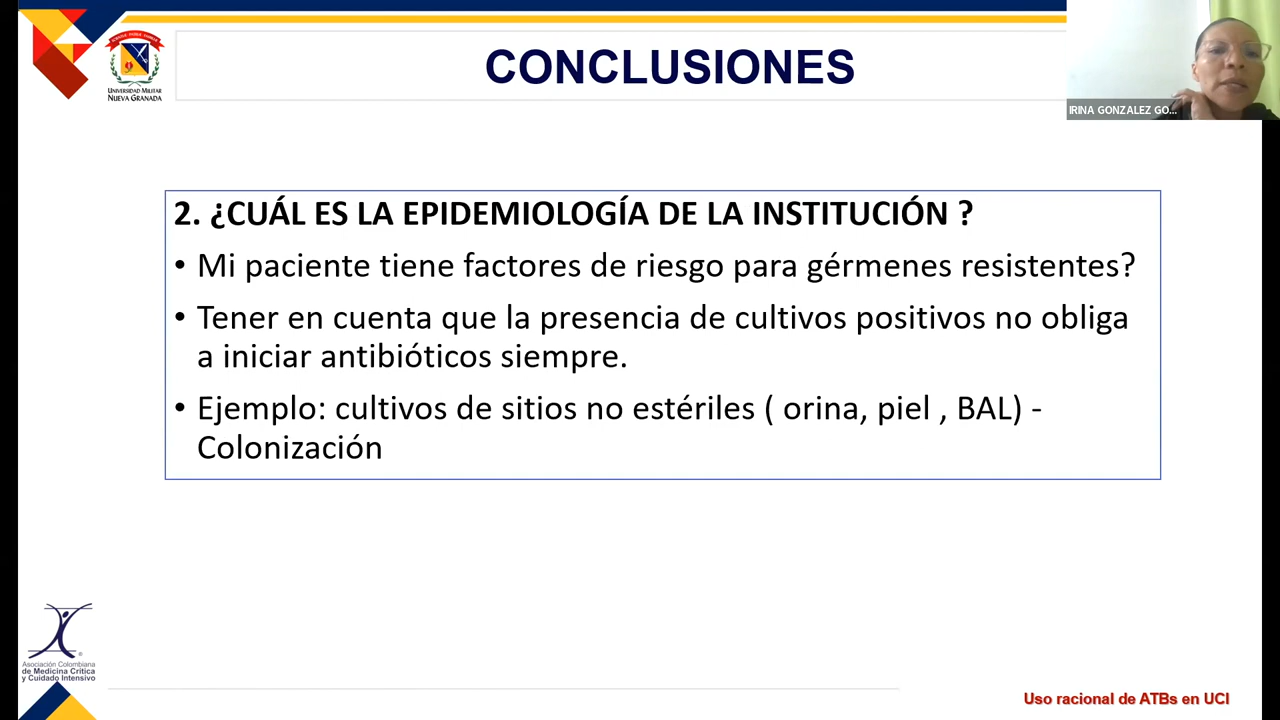 UNIVERSIDAD MILITAR
NUEVA GRANADA
CONCLUSIONES
IRINA GONZALEZ GO...
2. ¿CUÁL ES LA EPIDEMIOLOGÍA DE LA INSTITUCIÓN ?
• Mi paciente tiene factores de riesgo para gérmenes resistentes?
• Tener en cuenta que la presencia de cultivos positivos no obliga
a iniciar antibióticos siempre.
• Ejemplo: cultivos de sitios no estériles ( orina, piel , BAL) -
Colonización
Asociación Colombiana
de Medicina Crítica
y Cuidado Intensivo
Uso racional de ATBs en UCI